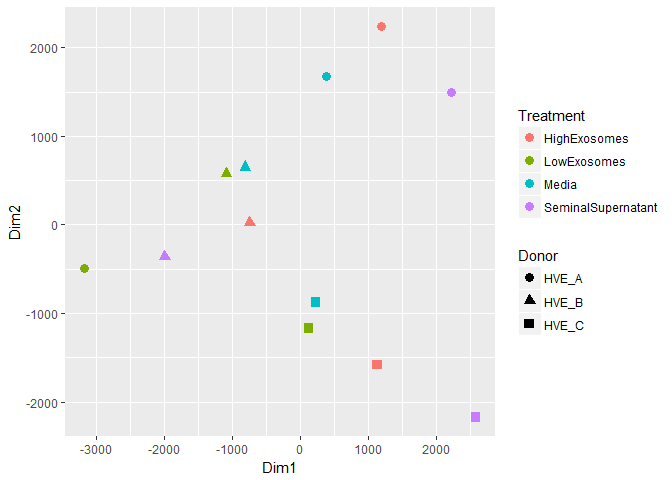 2000
1000
0
-1000
-2000
Dim2
-3000 -2000 -1000 0 1000 2000
Dim1
Treatment
HighExosomes
LowExosomes
Media
SeminalSupernatant
Donor
HVE_A
HVE_B
HVE_C